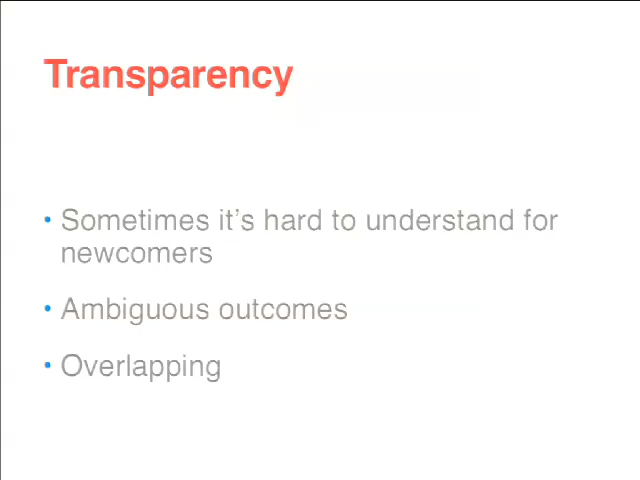 Transparency
• Sometimes it’s hard to understand for
newcomers
• Ambiguous outcomes
• Overlapping